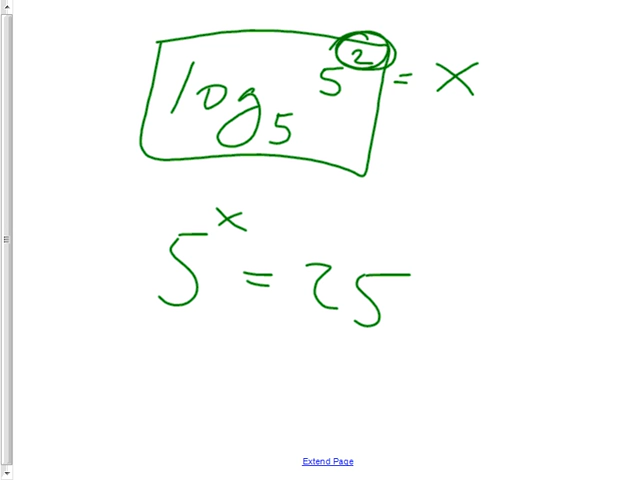 log₅ 5² = x
5ˣ = 25
Extend Page